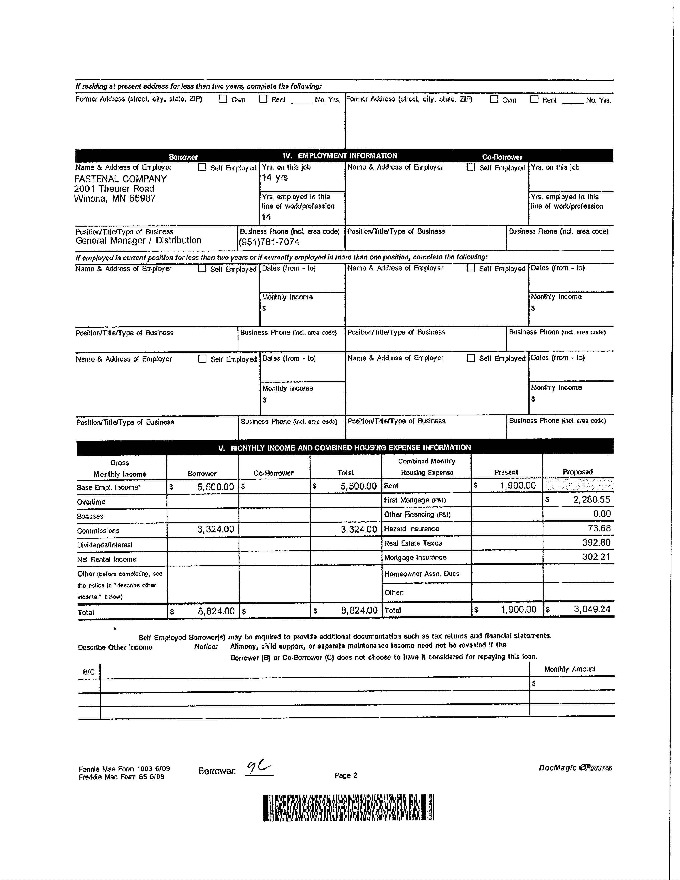 If residing at present address for less than two years, complete the following:
Former Address (street, city, state, ZIP) Own Rent ____ No. Yrs. Former Address (street, city, state, ZIP) Own Rent ____ No. Yrs.
Borrower IV. EMPLOYMENT INFORMATION Co-Borrower
Name & Address of Employer Self Employed Yrs. on this job Name & Address of Employer Self Employed Yrs. on this job
FASTENAL COMPANY 14 yrs
2001 Theurer Road
Winona, MN 55987 Yrs. employed in this line of work/profession Yrs. employed in this line of work/profession
14
Position/Title/Type of Business Business Phone (incl. area code) Position/Title/Type of Business Business Phone (incl. area code)
General Manager / Distribution (951)781-7074
If employed in current position for less than two years or if currently employed in more than one position, complete the following:
Name & Address of Employer Self Employed Dates (from - to) Name & Address of Employer Self Employed Dates (from - to)
Monthly Income Monthly Income
$ $
Position/Title/Type of Business Business Phone (incl. area code) Position/Title/Type of Business Business Phone (incl. area code)
Name & Address of Employer Self Employed Dates (from - to) Name & Address of Employer Self Employed Dates (from - to)
Monthly Income Monthly Income
$ $
Position/Title/Type of Business Business Phone (incl. area code) Position/Title/Type of Business Business Phone (incl. area code)
V. MONTHLY INCOME AND COMBINED HOUSING EXPENSE INFORMATION
Gross Monthly Income Borrower Co-Borrower Total Combined Monthly Housing Expense Present Proposed
Base Empl. Income* $ 5,500.00 $ $ 5,500.00 Rent $ 1,900.00
Overtime First Mortgage (P&I) $ 2,280.55
Bonuses Other Financing (P&I) 0.00
Commissions 3,324.00 3,324.00 Hazard Insurance 73.68
Dividends/Interest Real Estate Taxes 392.80
Net Rental Income Mortgage Insurance 302.21
Other (before completing, see the notice in "describe other income," below) Homeowner Assn. Dues
Other:
Total $ 8,824.00 $ $ 8,824.00 Total $ 1,900.00 $ 3,049.24
* Self Employed Borrower(s) may be required to provide additional documentation such as tax returns and financial statements.
Describe Other Income Notice: Alimony, child support, or separate maintenance income need not be revealed if the
Borrower (B) or Co-Borrower (C) does not choose to have it considered for repaying this loan.
B/C Monthly Amount
$
Fannie Mae Form 1003 6/09 Borrower: gc DocMagic
Freddie Mac Form 65 6/09 Page 2